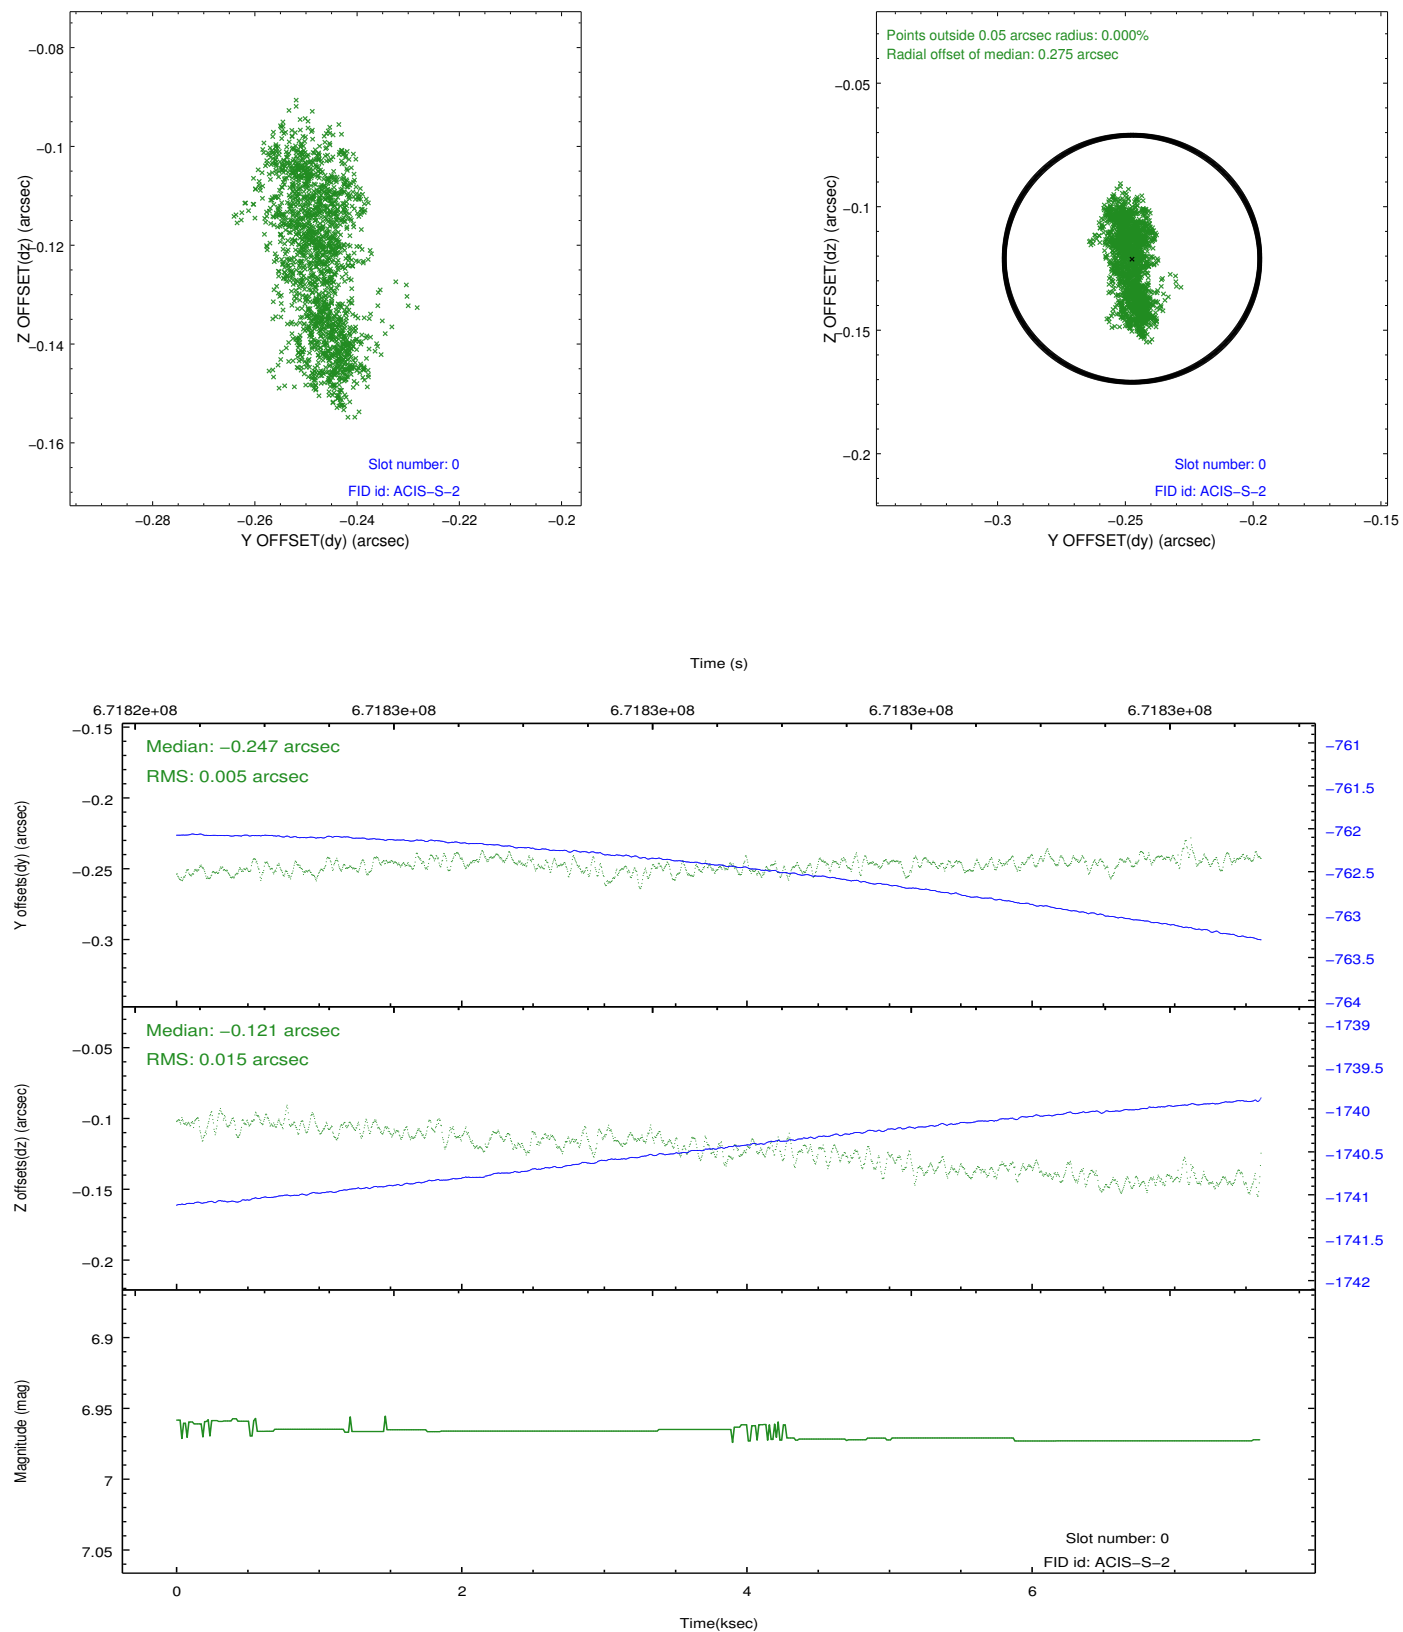 −0.08
−0.1
−0.12
−0.14
−0.16
Z OFFSET(dz) (arcsec)
Slot number: 0
FID id: ACIS−S−2
−0.28
−0.26
−0.24
−0.22
−0.2
Y OFFSET(dy) (arcsec)
Points outside 0.05 arcsec radius: 0.000%
Radial offset of median: 0.275 arcsec
−0.05
−0.1
−0.15
−0.2
Z OFFSET(dz) (arcsec)
Slot number: 0
FID id: ACIS−S−2
−0.3
−0.25
−0.2
−0.15
Y OFFSET(dy) (arcsec)
Time (s)
6.7182e+08
6.7183e+08
6.7183e+08
6.7183e+08
6.7183e+08
−0.15
−0.2
−0.25
−0.3
Y offsets(dy) (arcsec)
Median: −0.247 arcsec
RMS: 0.005 arcsec
−761
−761.5
−762
−762.5
−763
−763.5
−764
−0.05
−0.1
−0.15
−0.2
Z offsets(dz) (arcsec)
Median: −0.121 arcsec
RMS: 0.015 arcsec
−1739
−1739.5
−1740
−1740.5
−1741
−1741.5
−1742
6.9
6.95
7
7.05
Magnitude (mag)
Slot number: 0
FID id: ACIS−S−2
0
2
4
6
Time(ksec)